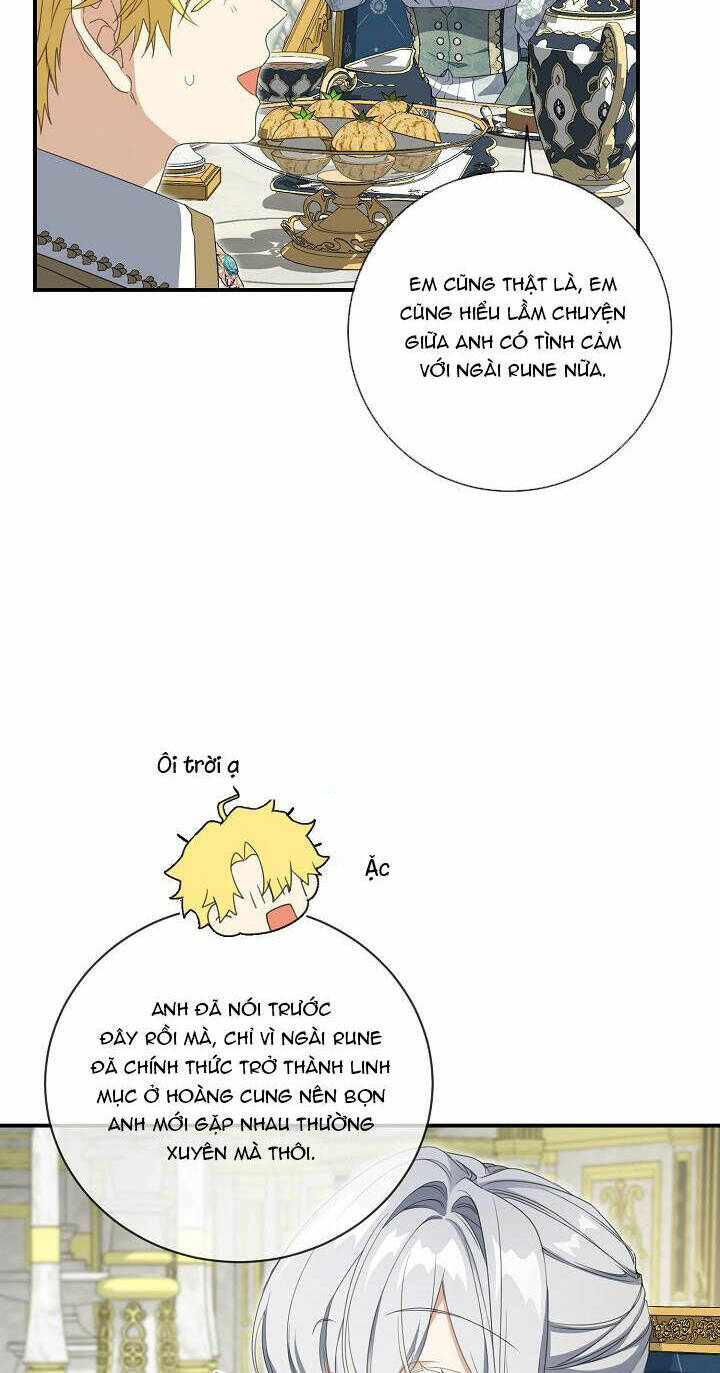 EM CŨNG THẬT LÀ, EM
CŨNG HIỂU LẦM CHUYỆN
GIỮA ANH CÓ TÌNH CẢM
VỚI NGÀI RUNE NỮA.
Ôi trời ạ
Ặc
ANH ĐÃ NÓI TRƯỚC
ĐÂY RỒI MÀ, CHỈ VÌ NGÀI RUNE
ĐÃ CHÍNH THỨC TRỞ THÀNH LINH
MỤC Ở HOÀNG CUNG NÊN BỌN
ANH MỚI GẶP NHAU THƯỜNG
XUYÊN MÀ THÔI.